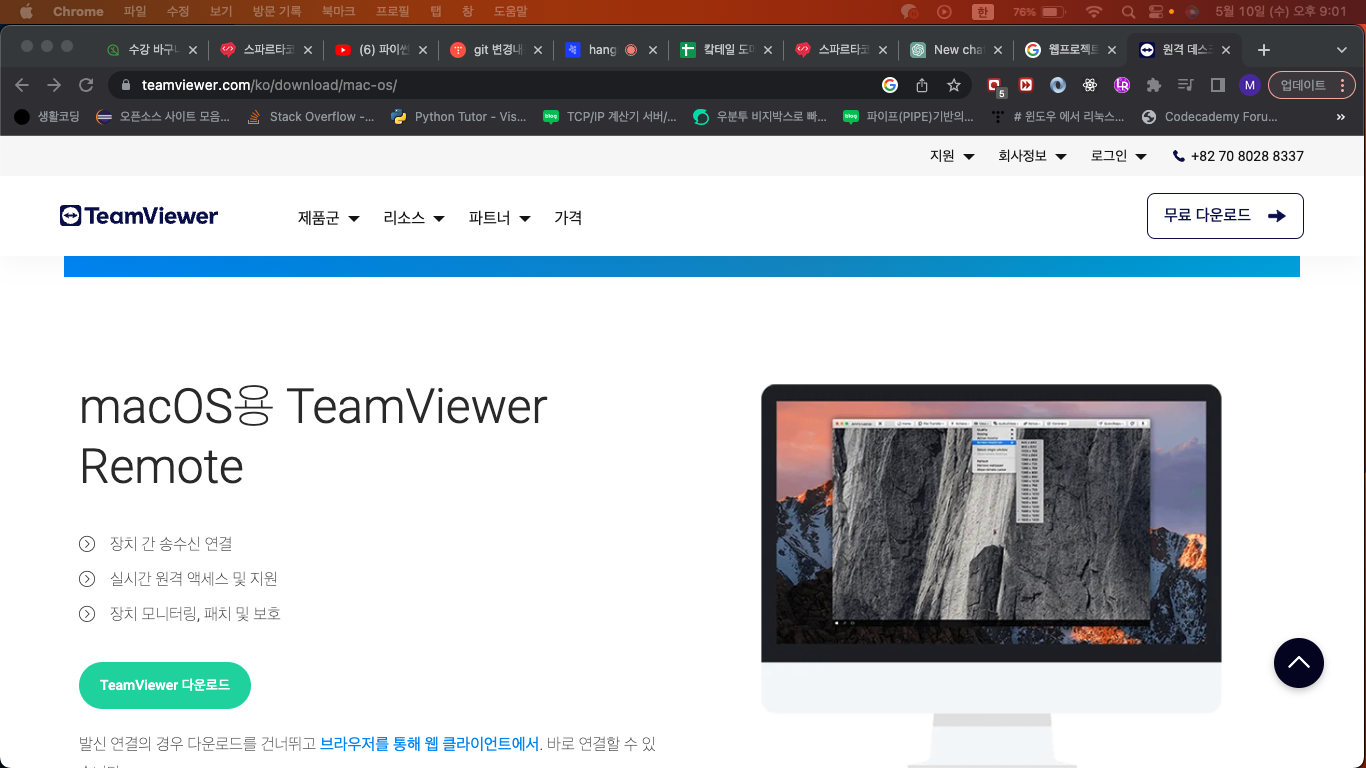 Chrome 파일 수정 보기 방문 기록 북마크 프로필 탭 창 도움말 한 76% 5월 10일 (수) 오후 9:01
수강 바구니 스파르타코 (6) 파이썬 git 변경내 hang 칵테일 도미 스파르타코 New cha 웹프로젝트 원격 데스크
teamviewer.com/ko/download/mac-os/ 5 M 업데이트
생활코딩 오픈소스 사이트 모음... Stack Overflow -... Python Tutor - Vis... TCP/IP 계산기 서버/... 우분투 비지박스로 빠... 파이프(PIPE)기반의... # 윈도우 에서 리눅스... Codecademy Foru... »
지원 회사정보 로그인 +82 70 8028 8337
TeamViewer 제품군 리소스 파트너 가격 무료 다운로드
macOS용 TeamViewer
Remote
장치 간 송수신 연결
실시간 원격 액세스 및 지원
장치 모니터링, 패치 및 보호
TeamViewer 다운로드
발신 연결의 경우 다운로드를 건너뛰고 브라우저를 통해 웹 클라이언트에서. 바로 연결할 수 있